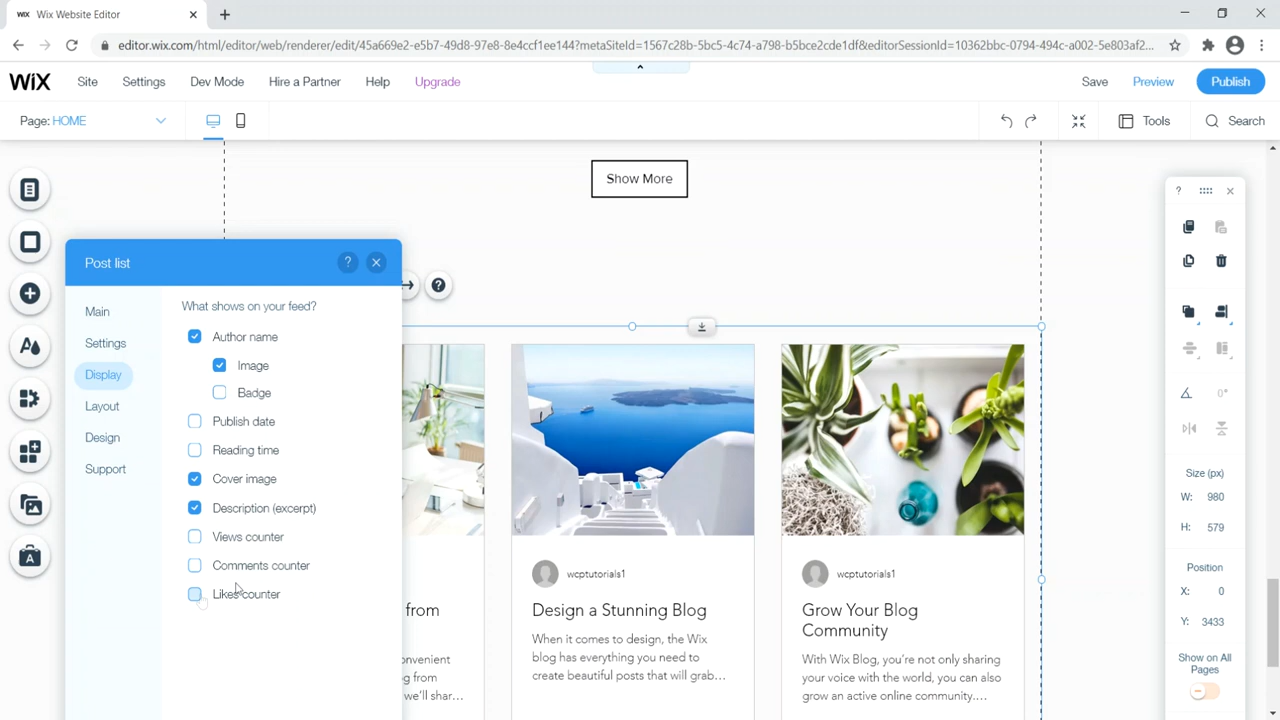 WiX Wix Website Editor
editor.wix.com/html/editor/web/renderer/edit/45a669e2-e5b7-49d8-97e8-8e4ccf1ee144?metaSiteId=1567c28b-5bc5-4c74-a798-b5bce2cde1df&editorSessionId=10362bbc-0794-494c-a002-5e803af2...
WiX Site Settings Dev Mode Hire a Partner Help Upgrade Save Preview Publish
Page: HOME Tools Search
Show More
Post list ?
?
?
Main
Settings
Display
Layout
Design
Support
What shows on your feed?
Author name
Image
Badge
Publish date
Reading time
Cover image
Description (excerpt)
Views counter
Comments counter
Likes counter
from
onvenient
g from
we'll shar...
wcptutorials1
Design a Stunning Blog
When it comes to design, the Wix
blog has everything you need to
create beautiful posts that will grab...
wcptutorials1
Grow Your Blog
Community
With Wix Blog, you're not only sharing
your voice with the world, you can also
grow an active online community....
?
0°
Size (px)
W: 980
H: 579
Position
X: 0
Y: 3433
Show on All
Pages
A
A